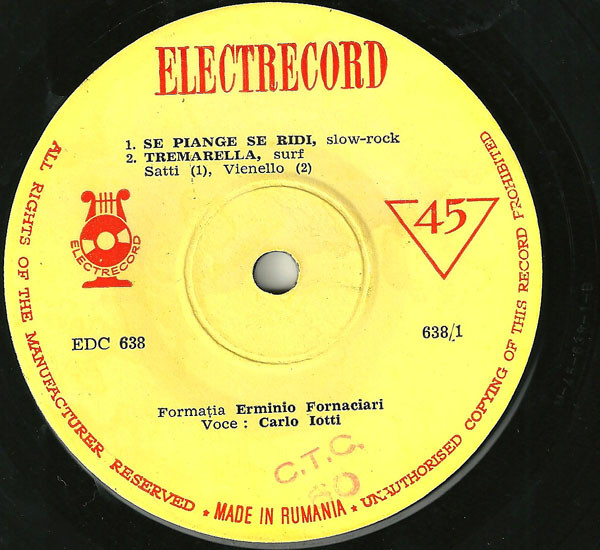 ELECTRECORD
1. SE PIANGE SE RIDI, slow-rock
2. TREMARELLA, surf
Satti (1), Vienello (2)
ELECTRECORD
45
EDC 638
638/1
Formația Erminio Fornaciari
Voce : Carlo Iotti
C.T.C.
60
ALL RIGHTS OF THE MANUFACTURER RESERVED ★ MADE IN RUMANIA ★ UNAUTHORISED COPYING OF THIS RECORD PROHIBITED